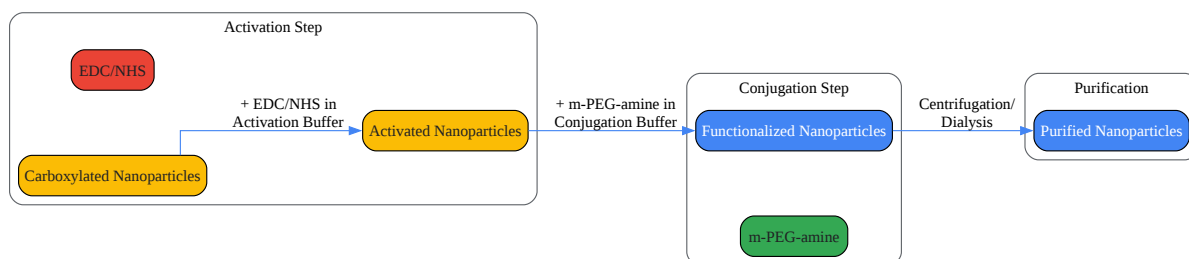 Activation Step
EDC/NHS
Carboxylated Nanoparticles
+ EDC/NHS in
Activation Buffer
Activated Nanoparticles
+ m-PEG-amine in
Conjugation Buffer
Conjugation Step
Functionalized Nanoparticles
m-PEG-amine
Centrifugation/
Dialysis
Purification
Purified Nanoparticles